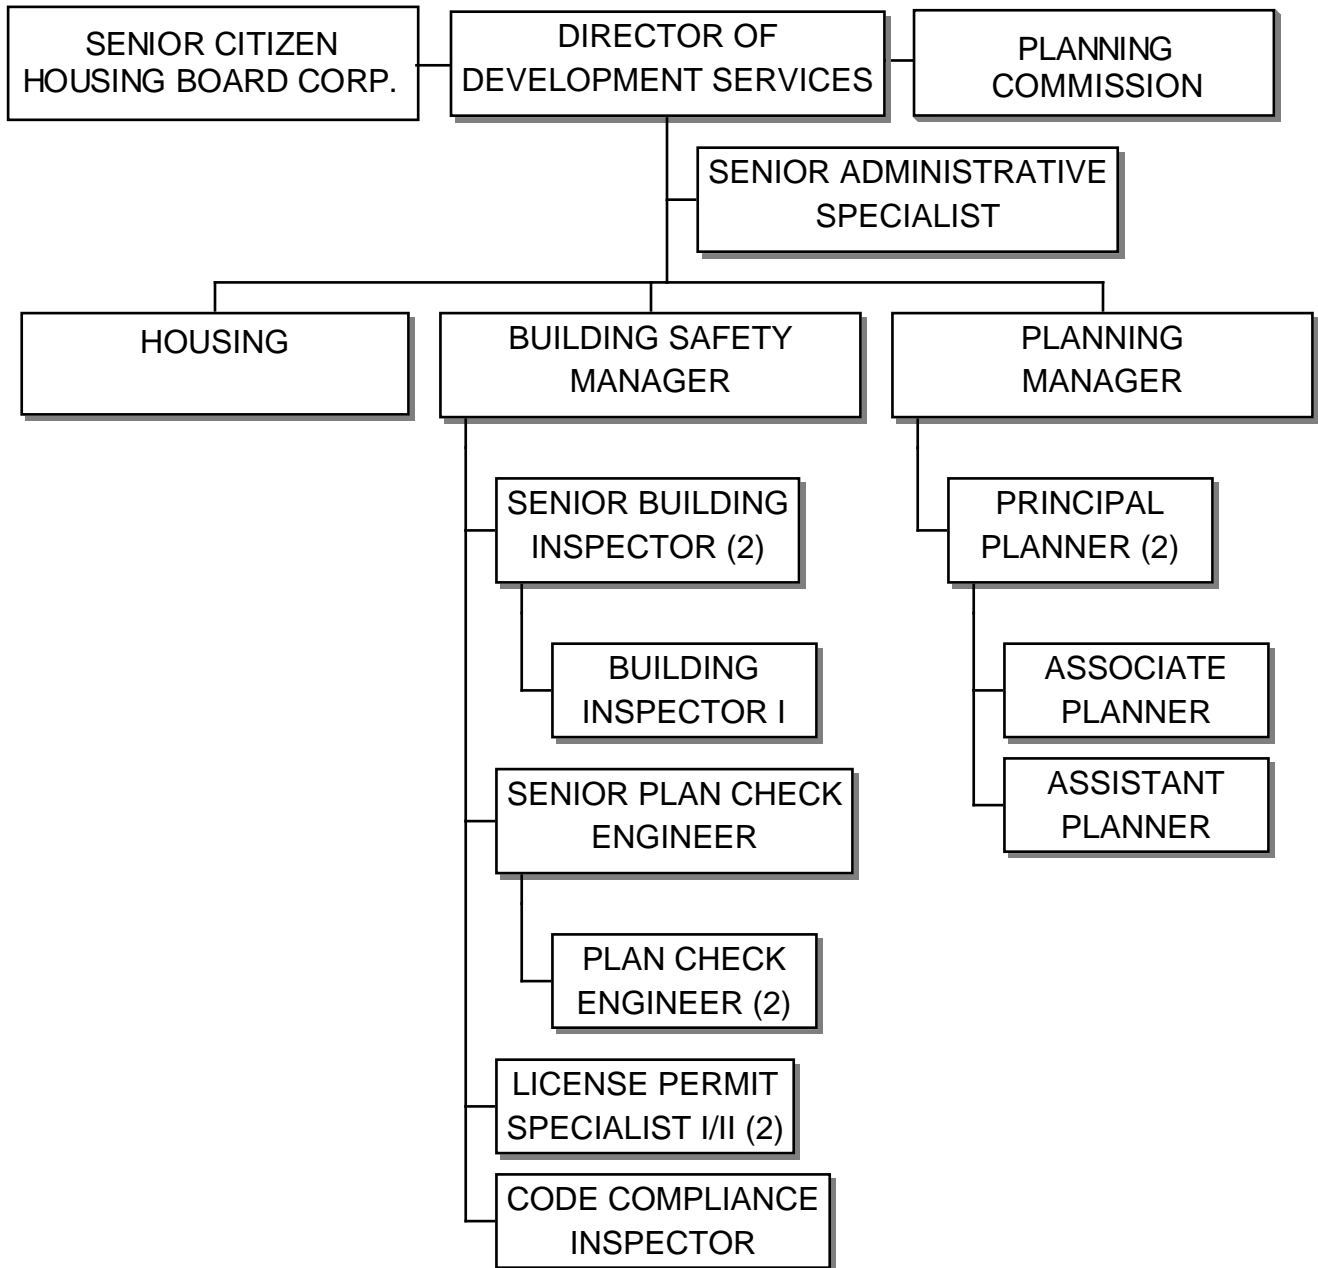 SENIOR CITIZEN
HOUSING BOARD CORP.
DIRECTOR OF
DEVELOPMENT SERVICES
PLANNING
COMMISSION
SENIOR ADMINISTRATIVE
SPECIALIST
HOUSING
BUILDING SAFETY
MANAGER
PLANNING
MANAGER
SENIOR BUILDING
INSPECTOR (2)
BUILDING
INSPECTOR I
SENIOR PLAN CHECK
ENGINEER
PLAN CHECK
ENGINEER (2)
LICENSE PERMIT
SPECIALIST I/II (2)
CODE COMPLIANCE
INSPECTOR
PRINCIPAL
PLANNER (2)
ASSOCIATE
PLANNER
ASSISTANT
PLANNER